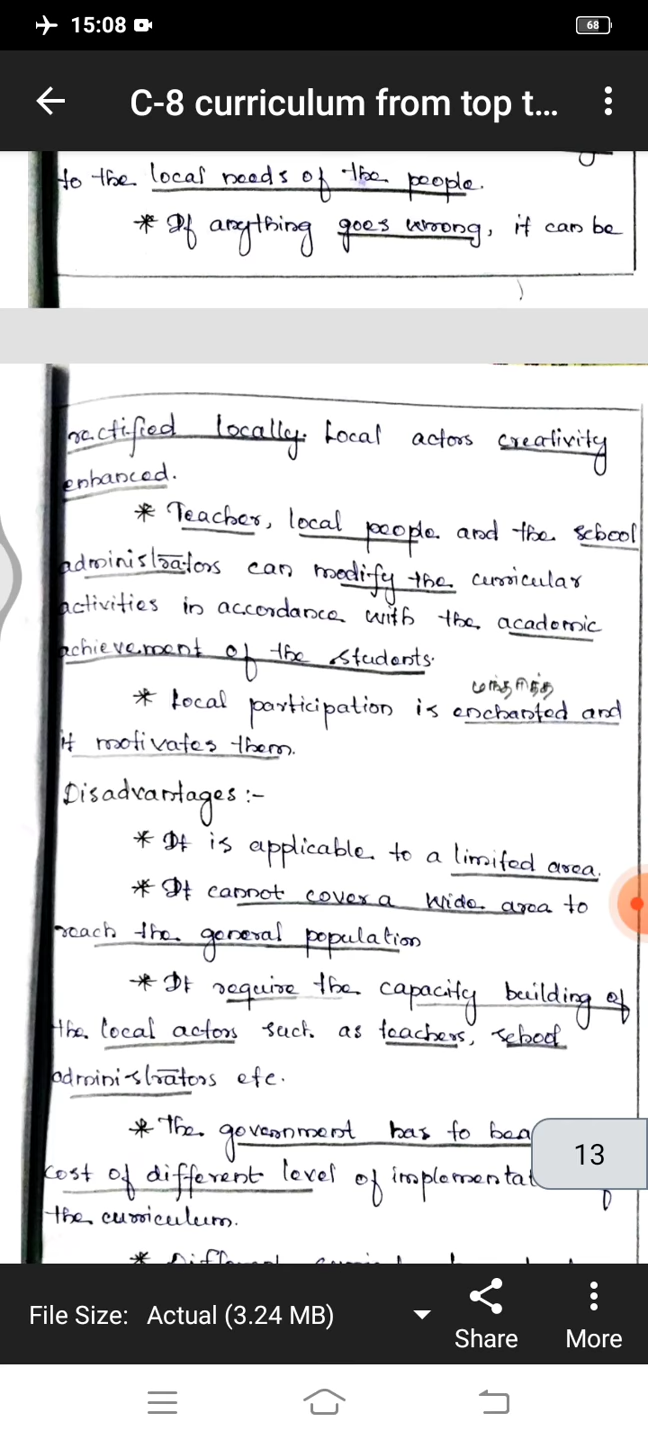 15:08
68
C-8 curriculum from top t...
to the local needs of the people.
* If anything goes wrong, it can be
ractified locally. Local actors creativity
enhanced.
* Teacher, local people and the school
administrators can modify the curricular
activities in accordance with the academic
achievement of the students.
* Local participation is enchanted and
it motivates them.
Disadvantages :-
* It is applicable to a limited area.
* It cannot cover a wide area to
reach the general population
* It require the capacity building of
the local actors such as teachers, school
administrators etc.
* The government has to bea
13
cost of different level of implementat
the curriculum.
* Different
File Size: Actual (3.24 MB)
Share
More